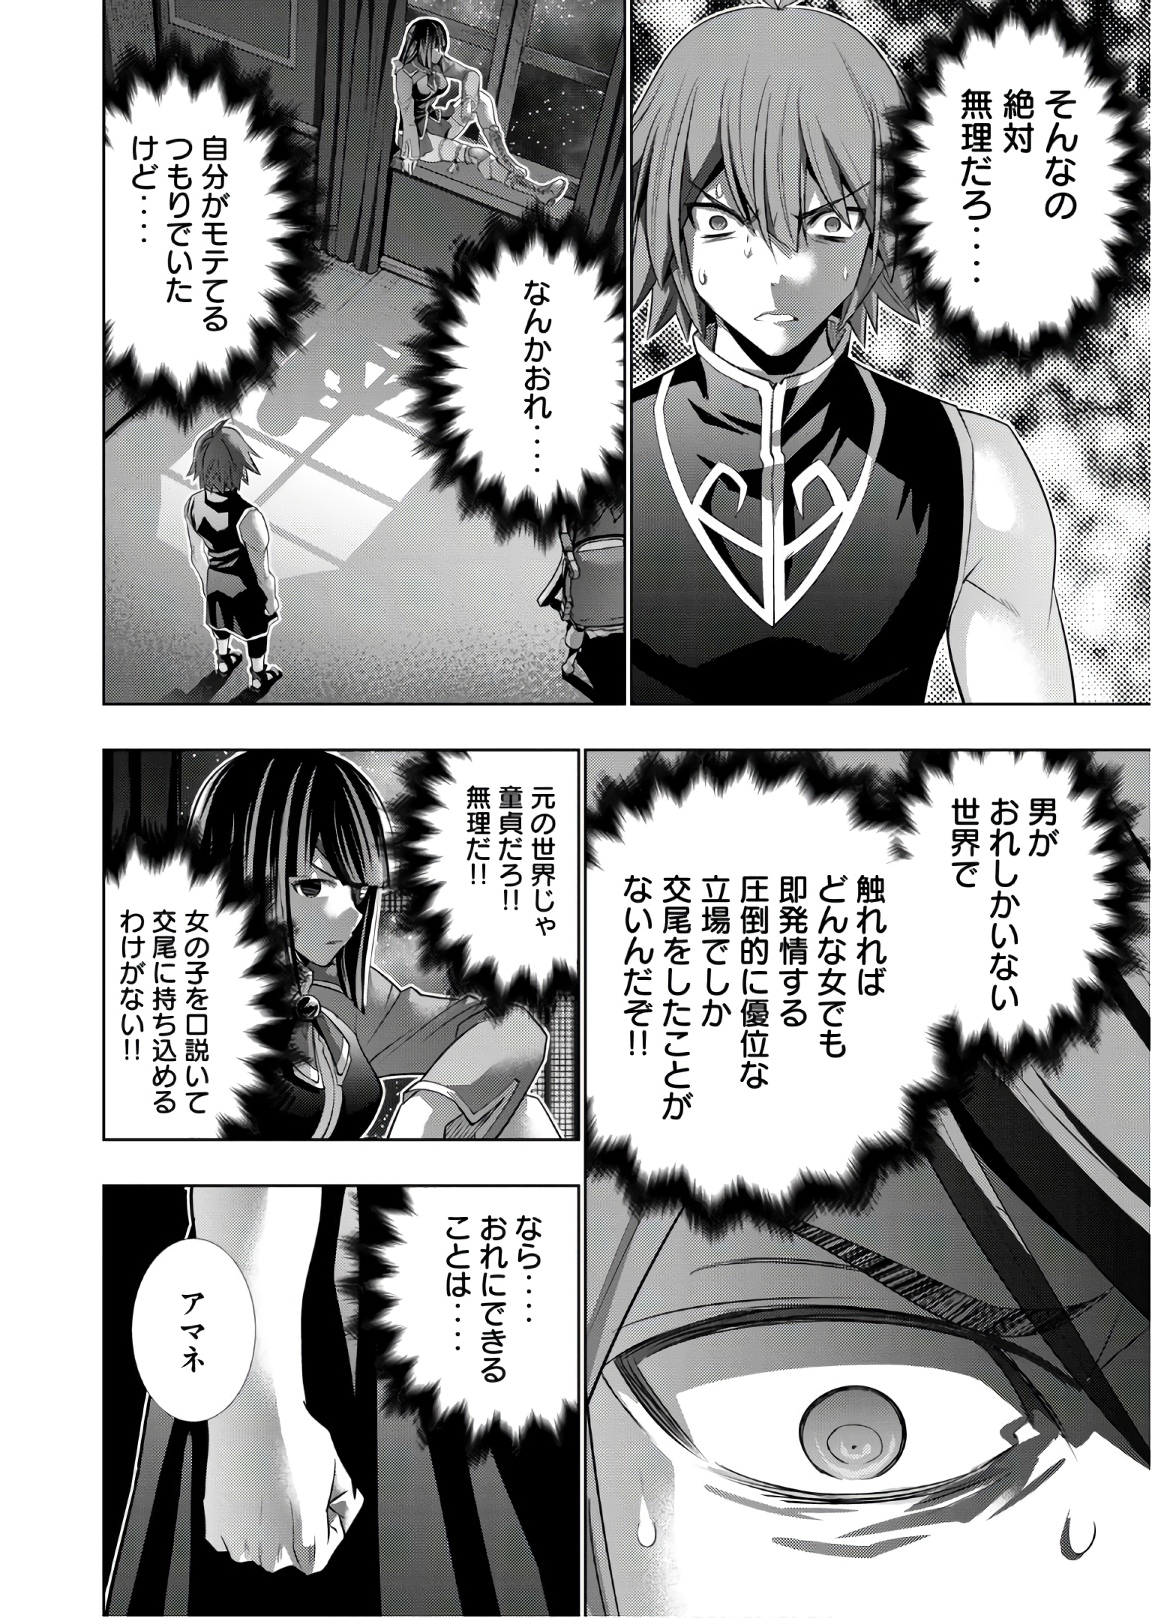 そんなの
絶対
無理だろ‥‥
なんかおれ‥‥
自分がモテてる
つもりでいた
けど‥‥
男が
おれしかいない
世界で
触れれば
どんな女でも
即発情する
圧倒的に優位な
立場でしか
交尾をしたことが
ないんだぞ!!
元の世界じゃ
童貞だろ!!
無理だ!!
女の子を口説いて
交尾に持ち込める
わけがない!!
なら‥‥
おれにできる
ことは‥‥
アマネ